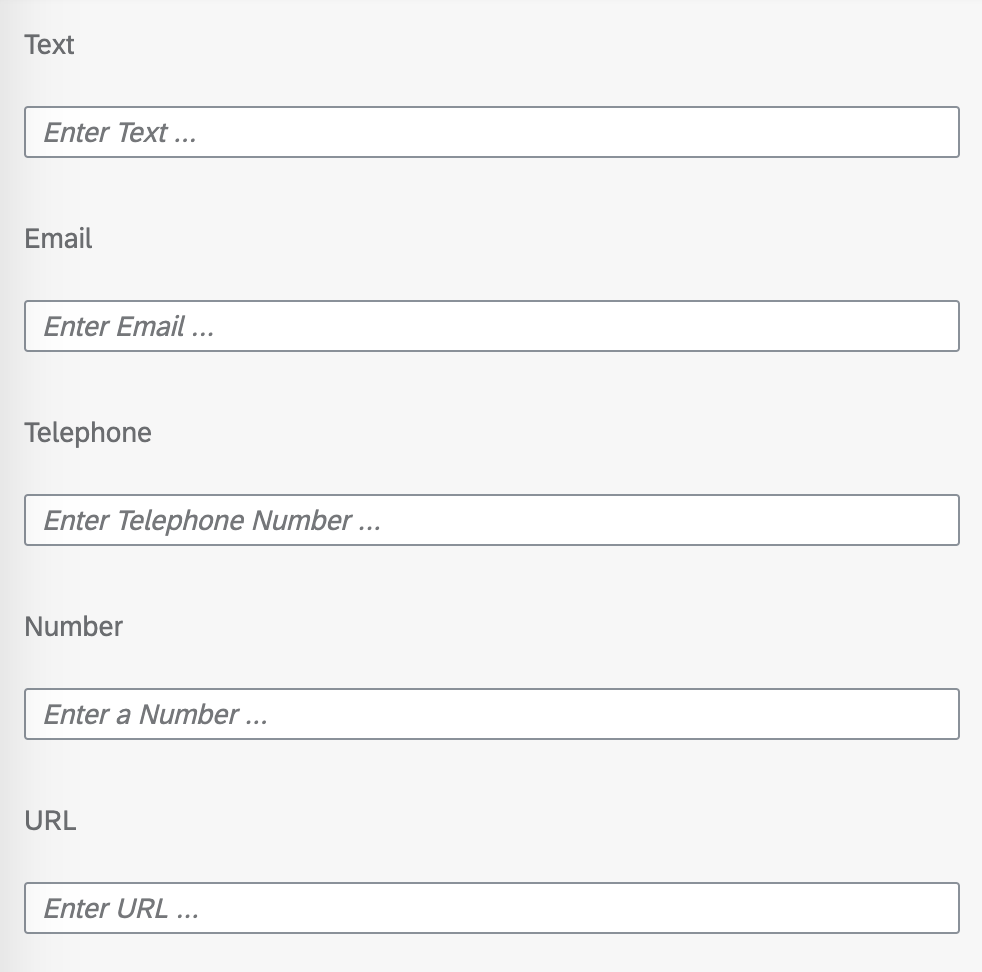 Text
Enter Text ...
Email
Enter Email ...
Telephone
Enter Telephone Number ...
Number
Enter a Number ...
URL
Enter URL ...